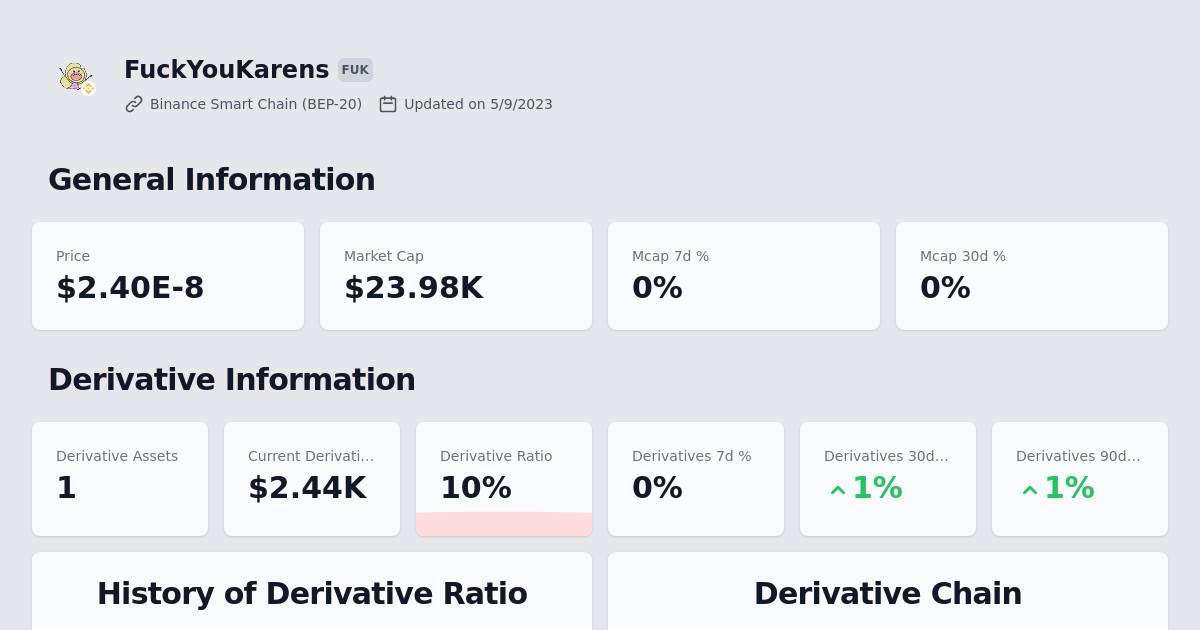 FuckYouKarens FUK
Binance Smart Chain (BEP-20) Updated on 5/9/2023
General Information
Price
$2.40E-8
Market Cap
$23.98K
Mcap 7d %
0%
Mcap 30d %
0%
Derivative Information
Derivative Assets
1
Current Derivati...
$2.44K
Derivative Ratio
10%
Derivatives 7d %
0%
Derivatives 30d...
1%
Derivatives 90d...
1%
History of Derivative Ratio
Derivative Chain